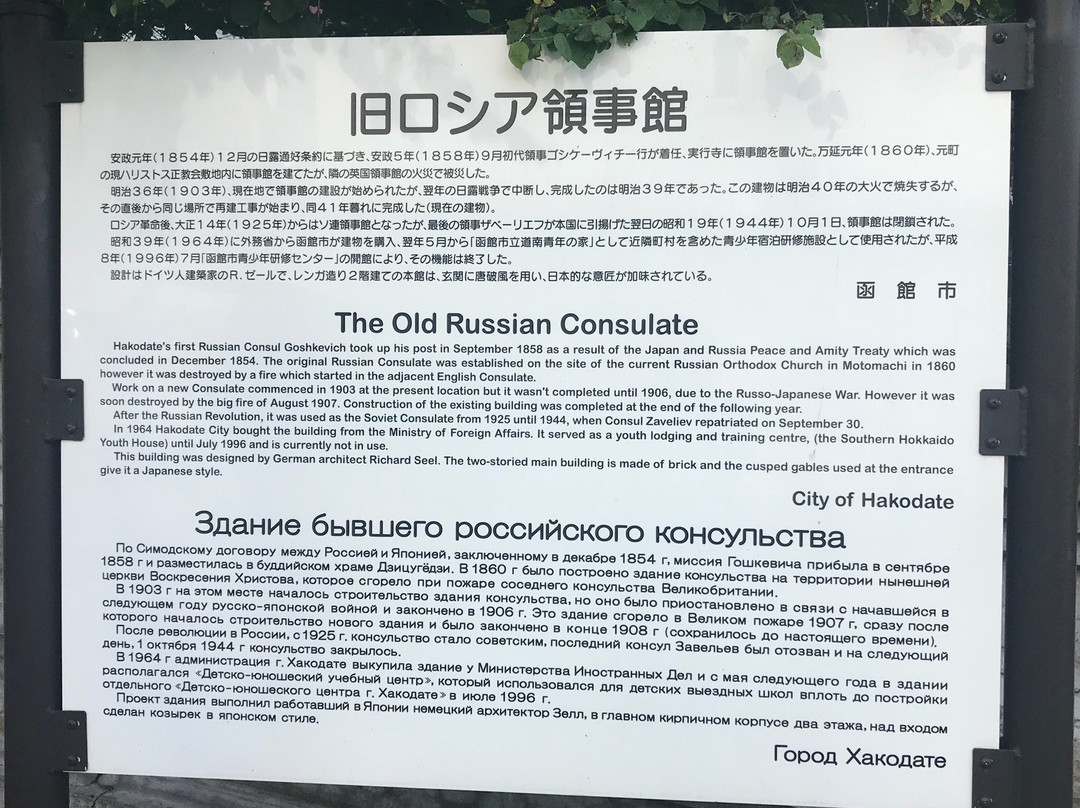 旧ロシア領事館
安政元年(1854年)12月の日露通好条約に基づき、安政5年(1858年)9月初代領事ゴシケーヴィチ一行が着任、実行寺に領事館を置いた。万延元年(1860年)、元町
の現ハリストス正教会敷地内に領事館を建てたが、隣の英国領事館の火災で被災した。
明治36年(1903年)、現在地で領事館の建設が始められたが、翌年の日露戦争で中断し、完成したのは明治39年であった。この建物は明治40年の大火で焼失するが、
その直後から同じ場所で再建工事が始まり、同41年暮れに完成した(現在の建物)。
ロシア革命後、大正14年(1925年)からはソ連領事館となったが、最後の領事ザベーリエフが本国に引揚げた翌日の昭和19年(1944年)10月1日、領事館は閉鎖された。
昭和39年(1964年)に外務省から函館市が建物を購入、翌年5月から「函館市立道南青年の家」として近隣町村を含めた青少年宿泊研修施設として使用されたが、平成
8年(1996年)7月「函館市青少年研修センター」の開館により、その機能は終了した。
設計はドイツ人建築家のR.ゼールで、レンガ造り2階建ての本館は、玄関に唐破風を用い、日本的な意匠が加味されている。
函館市
The Old Russian Consulate
Hakodate's first Russian Consul Goshkevich took up his post in September 1858 as a result of the Japan and Russia Peace and Amity Treaty which was
concluded in December 1854. The original Russian Consulate was established on the site of the current Russian Orthodox Church in Motomachi in 1860
however it was destroyed by a fire which started in the adjacent English Consulate.
Work on a new Consulate commenced in 1903 at the present location but it wasn't completed until 1906, due to the Russo-Japanese War. However it was
soon destroyed by the big fire of August 1907. Construction of the existing building was completed at the end of the following year.
After the Russian Revolution, it was used as the Soviet Consulate from 1925 until 1944, when Consul Zaveliev repatriated on September 30.
In 1964 Hakodate City bought the building from the Ministry of Foreign Affairs. It served as a youth lodging and training centre, (the Southern Hokkaido
Youth House) until July 1996 and is currently not in use.
This building was designed by German architect Richard Seel. The two-storied main building is made of brick and the cusped gables used at the entrance
give it a Japanese style.
City of Hakodate
Здание бывшего российского консульства
По Симодскому договору между Россией и Японией, заключенному в декабре 1854 г, миссия Гошкевича прибыла в сентябре
1858 г и разместилась в буддийском храме Дзицугёдзи. В 1860 г было построено здание консульства на территории нынешней
церкви Воскресения Христова, которое сгорело при пожаре соседнего консульства Великобритании.
В 1903 г на этом месте началось строительство здания консульства, но оно было приостановлено в связи с начавшейся в
следующем году русско-японской войной и закончено в 1906 г. Это здание сгорело в Великом пожаре 1907 г, сразу после
которого началось строительство нового здания и было закончено в конце 1908 г (сохранилось до настоящего времени).
После революции в России, с 1925 г. консульство стало советским, последний консул Завельев был отозван и на следующий
день, 1 октября 1944 г консульство закрылось.
В 1964 г администрация г. Хакодате выкупила здание у Министерства Иностранных Дел и с мая следующего года в здании
располагался «Детско-юношеский учебный центр», который использовался для детских выездных школ вплоть до постройки
отдельного «Детско-юношеского центра г. Хакодате» в июле 1996 г.
Проект здания выполнил работавший в Японии немецкий архитектор Зелл, в главном кирпичном корпусе два этажа, над входом
сделан козырек в японском стиле.
Город Хакодате